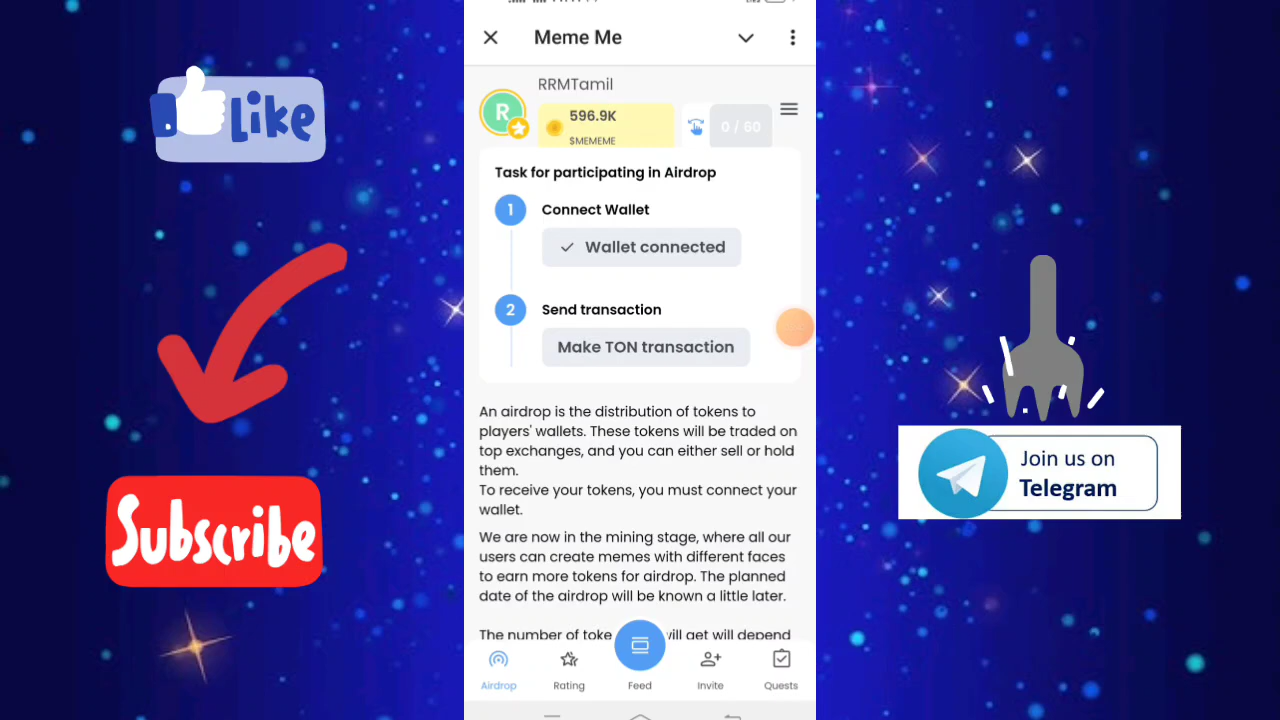 Like
Subscribe
Meme Me
RRMTamil
R
596.9K
$MEMEME
0 / 60
Task for participating in Airdrop
1 Connect Wallet
Wallet connected
2 Send transaction
Make TON transaction
An airdrop is the distribution of tokens to
players' wallets. These tokens will be traded on
top exchanges, and you can either sell or hold
them.
To receive your tokens, you must connect your
wallet.
We are now in the mining stage, where all our
users can create memes with different faces
to earn more tokens for airdrop. The planned
date of the airdrop will be known a little later.
The number of toke will get will depend
Airdrop Rating Feed Invite Quests
Join us on
Telegram